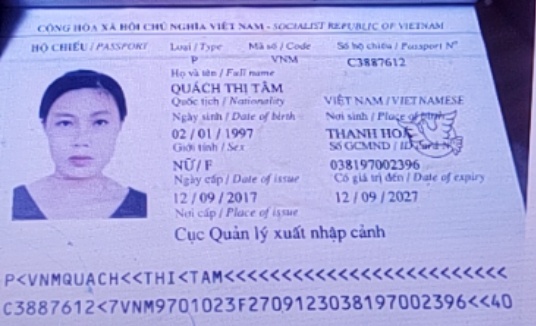 CỘNG HÒA XÃ HỘI CHỦ NGHĨA VIỆT NAM - SOCIALIST REPUBLIC OF VIETNAM
HỘ CHIẾU / PASSPORT Loại / Type Mã số / Code Số hộ chiếu / Passport Nº
P VNM C3887612
Họ và tên / Full name
QUÁCH THỊ TÂM
Quốc tịch / Nationality VIỆT NAM / VIETNAMESE
Ngày sinh / Date of birth Nơi sinh / Place of birth
02 / 01 / 1997 THANH HOÁ
Giới tính / Sex Số GCMND / ID Card Nº
NỮ / F 038197002396
Ngày cấp / Date of issue Có giá trị đến / Date of expiry
12 / 09 / 2017 12 / 09 / 2027
Nơi cấp / Place of issue
Cục Quản lý xuất nhập cảnh
P<VNMQUACH<<THI<TAM<<<<<<<<<<<<<<<<<<<<<<<<<
C3887612<7VNM9701023F2709123038197002396<<40